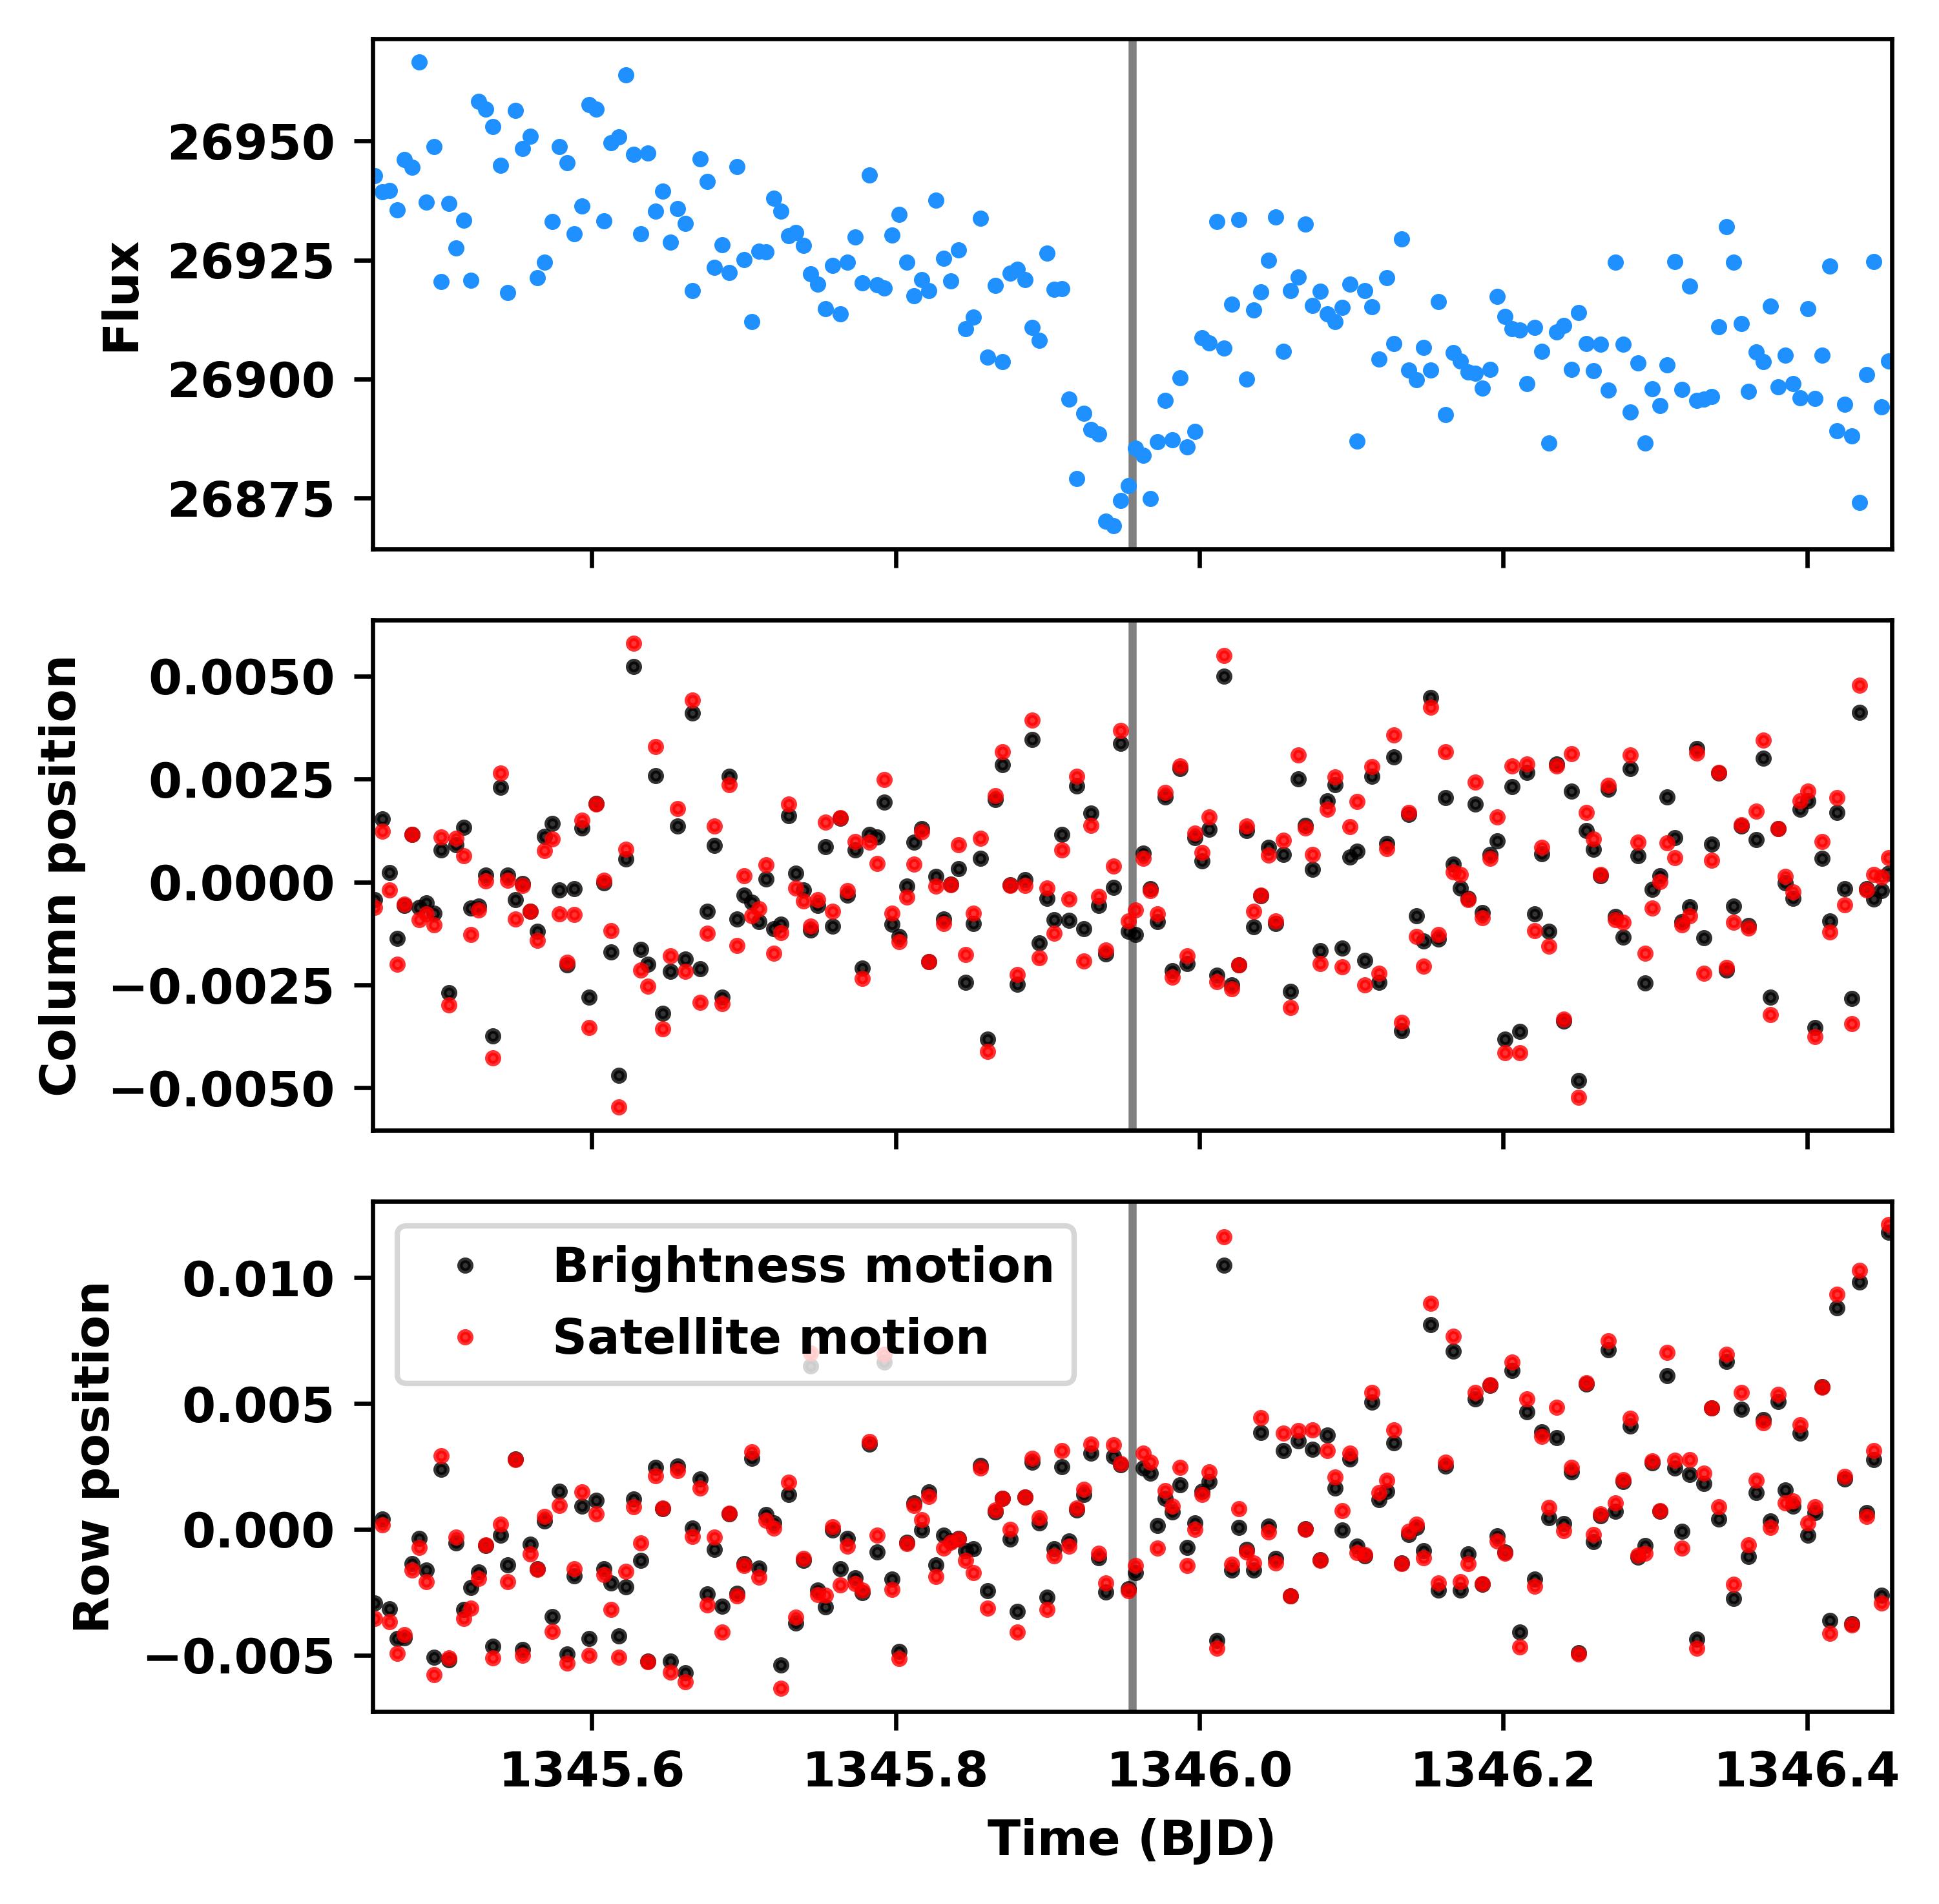 Flux
26950
26925
26900
26875
Column position
0.0050
0.0025
0.0000
−0.0025
−0.0050
Row position
0.010
0.005
0.000
−0.005
Brightness motion
Satellite motion
1345.6 1345.8 1346.0 1346.2 1346.4
Time (BJD)